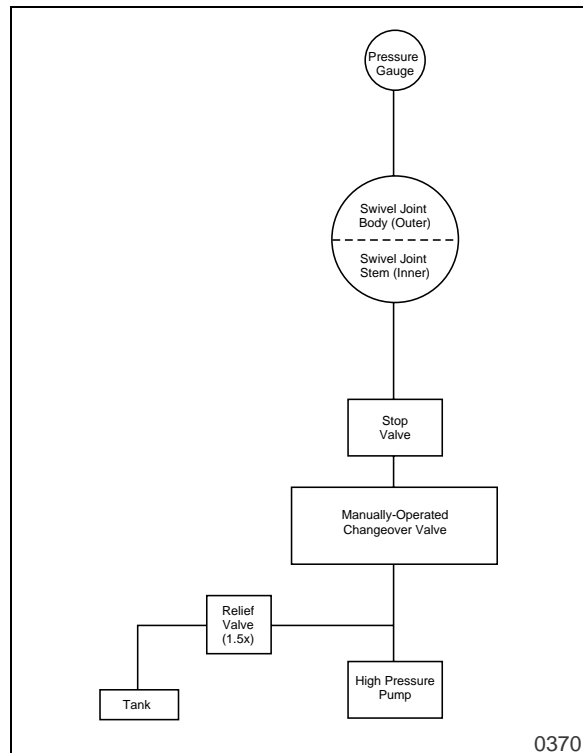 Pressure
Gauge
Swivel Joint
Body (Outer)
Swivel Joint
Stem (Inner)
Stop
Valve
Manually-Operated
Changeover Valve
Relief
Valve
(1.5x)
High Pressure
Pump
Tank
0370